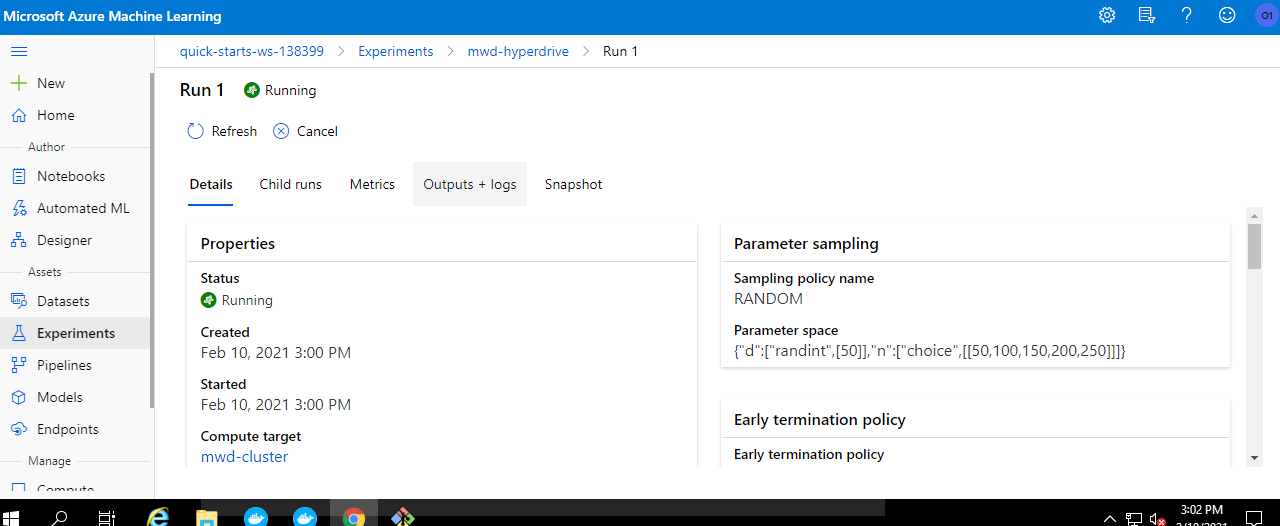 Microsoft Azure Machine Learning
O1
quick-starts-ws-138399 > Experiments > mwd-hyperdrive > Run 1
New
Home
Author
Notebooks
Automated ML
Designer
Assets
Datasets
Experiments
Pipelines
Models
Endpoints
Manage
Compute
Run 1 Running
Refresh Cancel
Details Child runs Metrics Outputs + logs Snapshot
Properties
Status
Running
Created
Feb 10, 2021 3:00 PM
Started
Feb 10, 2021 3:00 PM
Compute target
mwd-cluster
Parameter sampling
Sampling policy name
RANDOM
Parameter space
{"d":["randint",[50]],"n":["choice",[[50,100,150,200,250]]]}
Early termination policy
Early termination policy
3:02 PM
2/10/2021